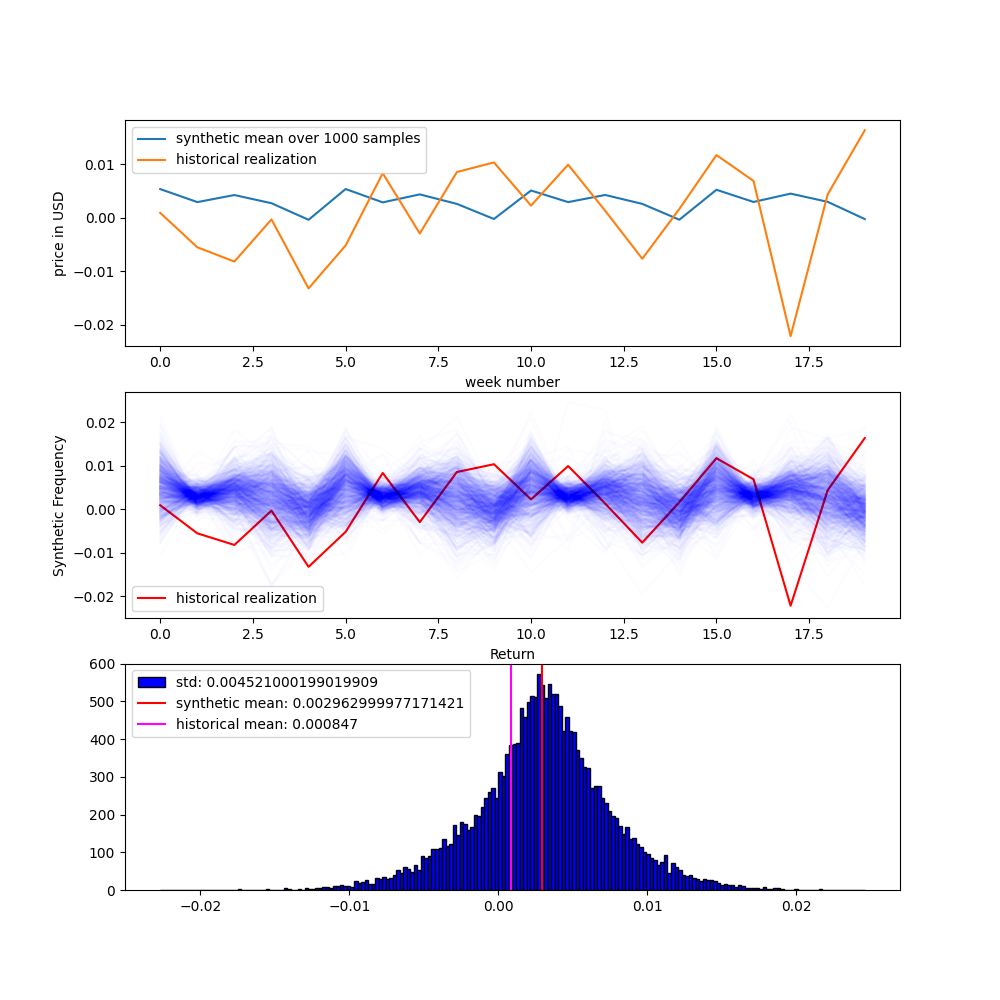 synthetic mean over 1000 samples
historical realization
price in USD
0.01
0.00
−0.01
−0.02
0.0 2.5 5.0 7.5 10.0 12.5 15.0 17.5
week number
Synthetic Frequency
0.02
0.01
0.00
−0.01
−0.02
historical realization
0.0 2.5 5.0 7.5 10.0 12.5 15.0 17.5
Return
600
500
400
300
200
100
0
std: 0.004521000199019909
synthetic mean: 0.002962999977171421
historical mean: 0.000847
−0.02 −0.01 0.00 0.01 0.02